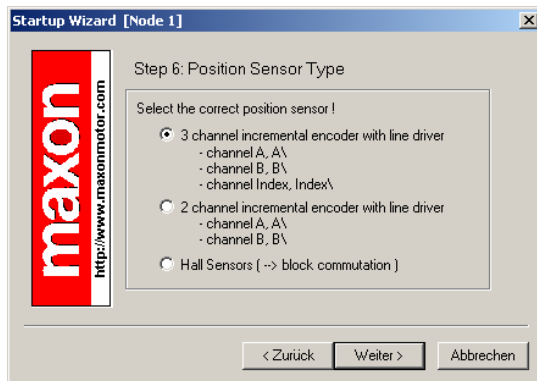 Startup Wizard [Node 1]
maxon
http://www.maxonmotor.com
Step 6: Position Sensor Type
Select the correct position sensor !
3 channel incremental encoder with line driver
- channel A, A\
- channel B, B\
- channel Index, Index\
2 channel incremental encoder with line driver
- channel A, A\
- channel B, B\
Hall Sensors ( --> block commutation )
< Zurück
Weiter >
Abbrechen